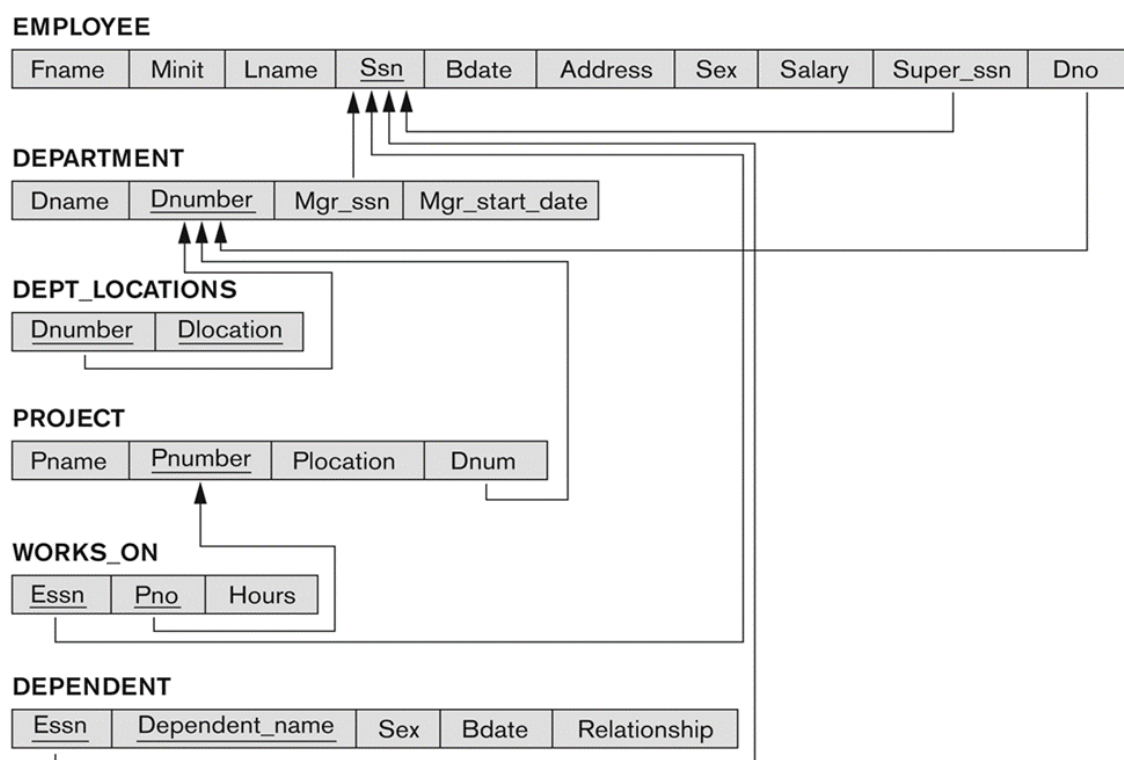 EMPLOYEE
Fname Minit Lname Ssn Bdate Address Sex Salary Super_ssn Dno
DEPARTMENT
Dname Dnumber Mgr_ssn Mgr_start_date
DEPT_LOCATIONS
Dnumber Dlocation
PROJECT
Pname Pnumber Plocation Dnum
WORKS_ON
Essn Pno Hours
DEPENDENT
Essn Dependent_name Sex Bdate Relationship